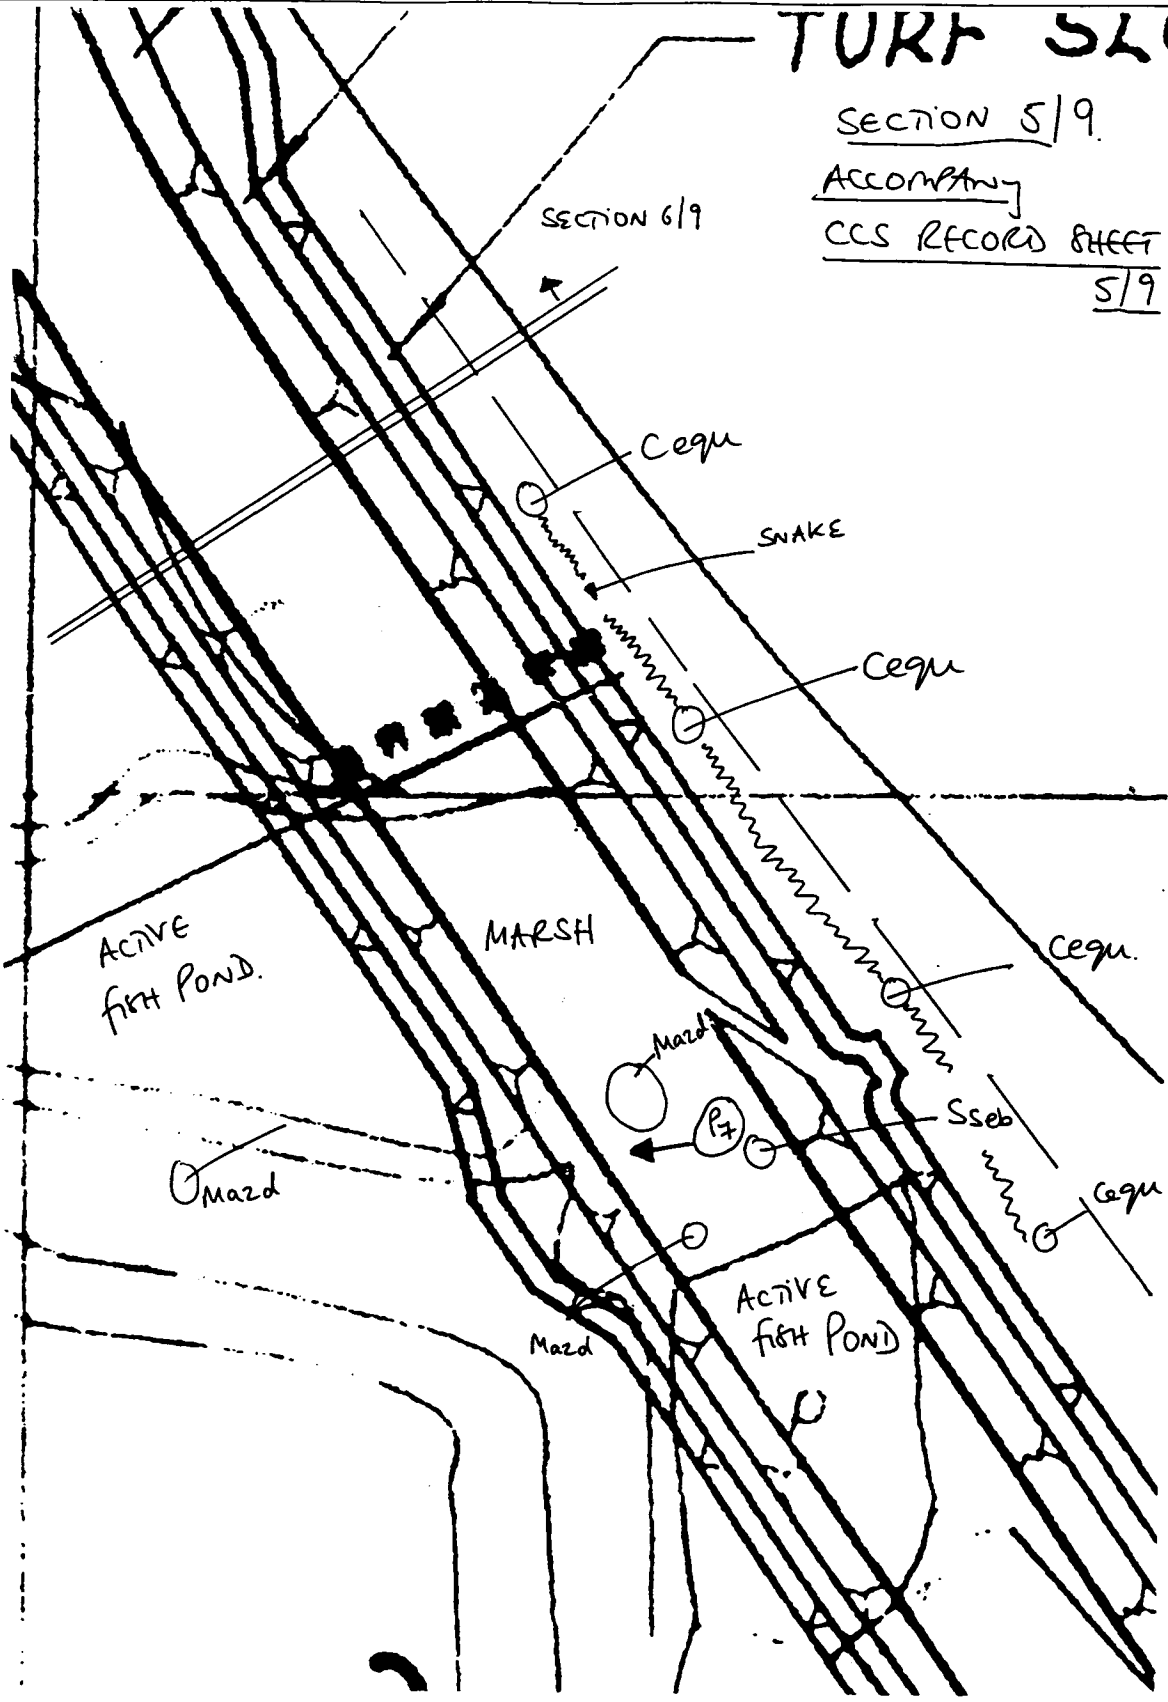 TURF
SECTION 5/9.
ACCOMPANY
CCS RECORD SHEET
5/9
SECTION 6/9
Cequ
SNAKE
Cequ
ACTIVE
FISH POND.
MARSH
Cequ.
Mazd
P7
Sseb
Mazd
Cequ
ACTIVE
FISH POND
Mazd